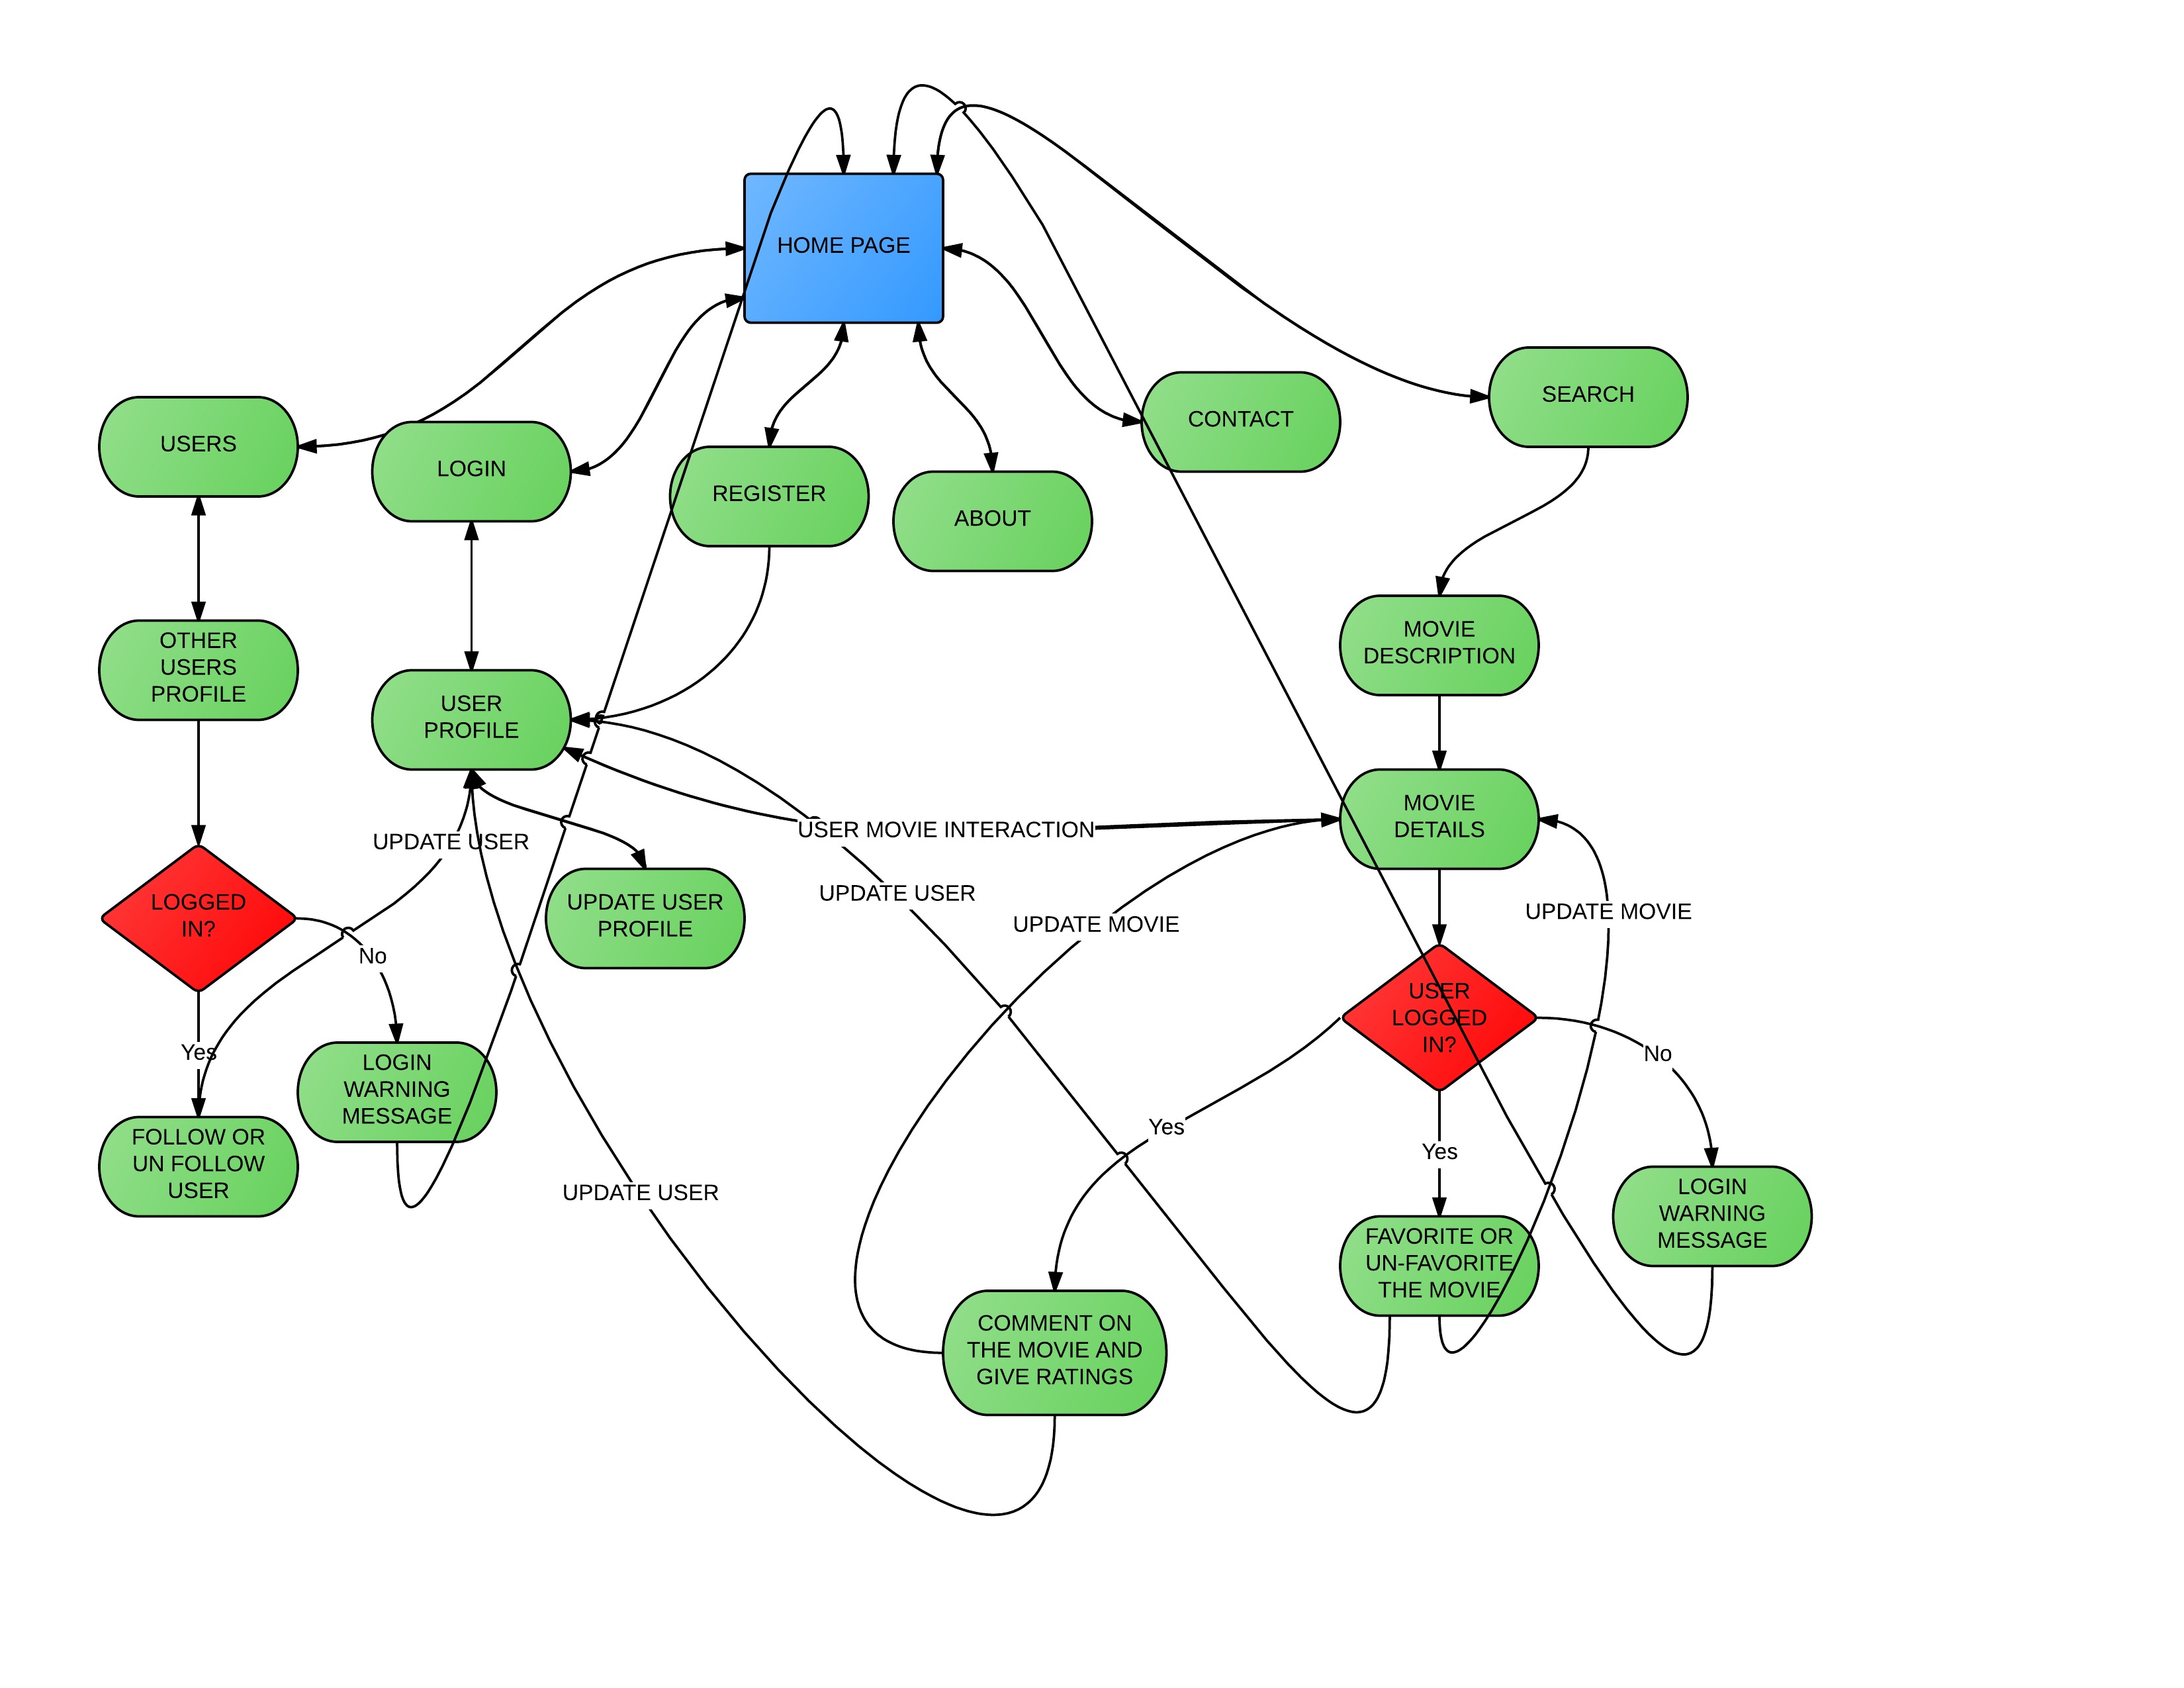 HOME PAGE
SEARCH
CONTACT
USERS
LOGIN
REGISTER
ABOUT
OTHER
USERS
PROFILE
MOVIE
DESCRIPTION
USER
PROFILE
MOVIE
DETAILS
USER MOVIE INTERACTION
UPDATE USER
UPDATE USER
PROFILE
UPDATE USER
UPDATE MOVIE
UPDATE MOVIE
LOGGED
IN?
No
Yes
USER
LOGGED
IN?
No
Yes
Yes
LOGIN
WARNING
MESSAGE
FOLLOW OR
UN FOLLOW
USER
UPDATE USER
LOGIN
WARNING
MESSAGE
FAVORITE OR
UN-FAVORITE
THE MOVIE
COMMENT ON
THE MOVIE AND
GIVE RATINGS